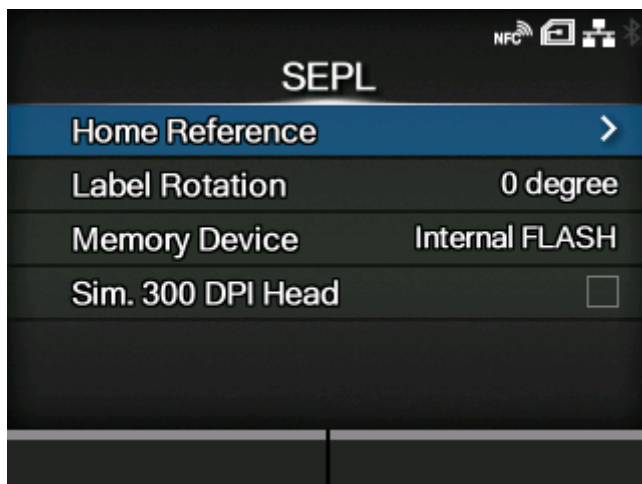 NFC
SEPL
Home Reference
Label Rotation 0 degree
Memory Device Internal FLASH
Sim. 300 DPI Head